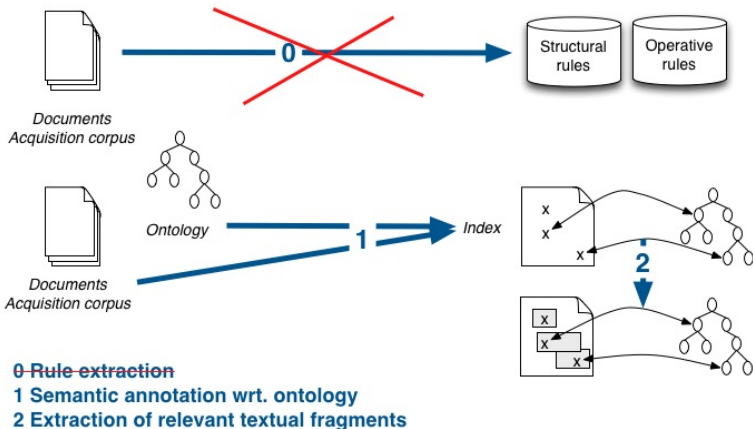 0
Structural
rules
Operative
rules
Documents
Acquisition corpus
Ontology
1
Index
x
x
x
2
Documents
Acquisition corpus
x
x
x
0 Rule extraction
1 Semantic annotation wrt. ontology
2 Extraction of relevant textual fragments